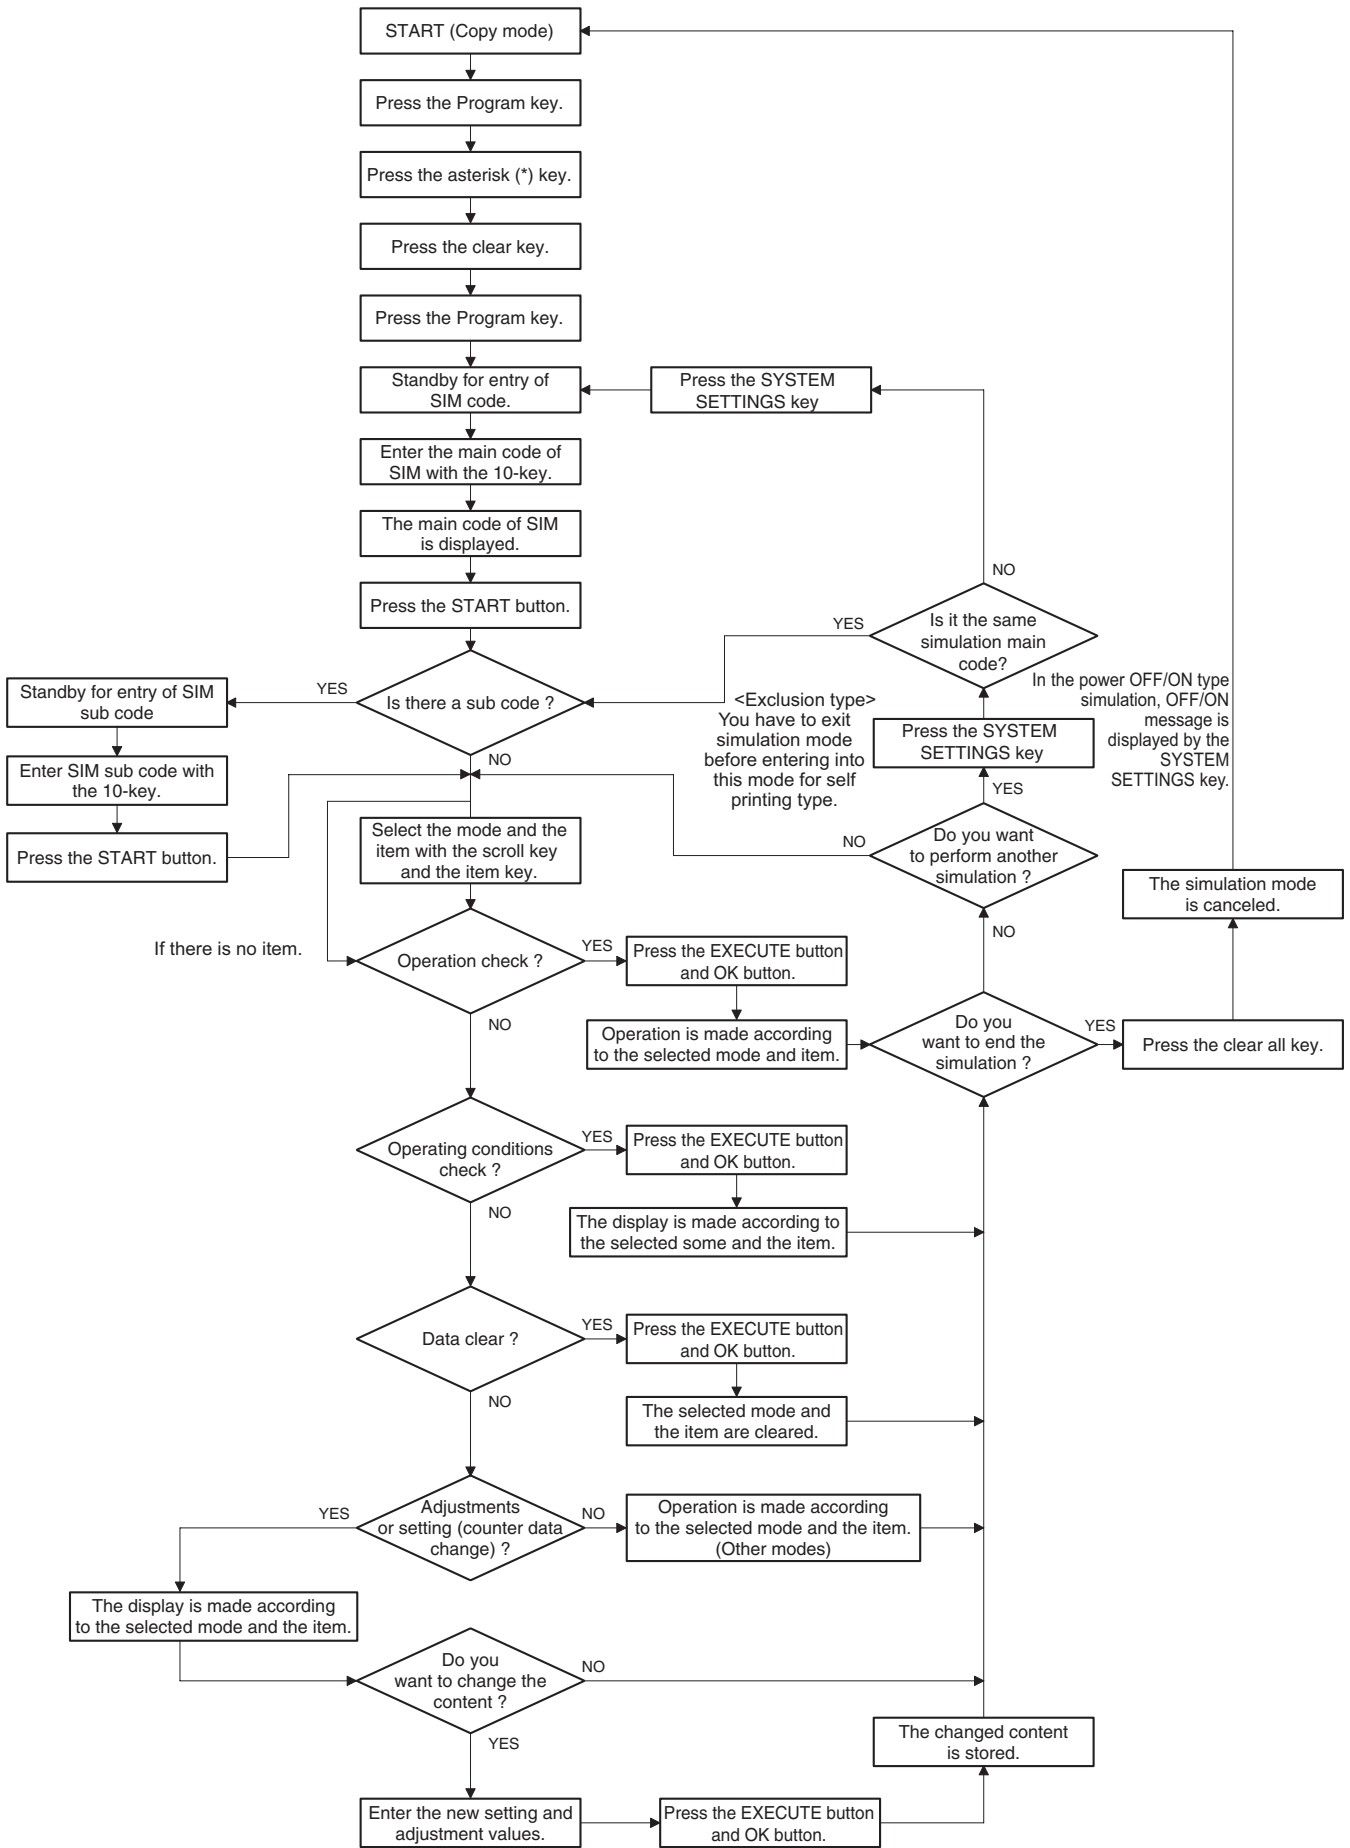 START (Copy mode)
Press the Program key.
Press the asterisk (*) key.
Press the clear key.
Press the Program key.
Standby for entry of
SIM code.
Press the SYSTEM
SETTINGS key
Enter the main code of
SIM with the 10-key.
The main code of SIM
is displayed.
Press the START button.
NO
YES
Is it the same
simulation main
code?
Is there a sub code ?
YES
NO
Standby for entry of SIM
sub code
Enter SIM sub code with
the 10-key.
Press the START button.
<Exclusion type>
You have to exit
simulation mode
before entering into
this mode for self
printing type.
Press the SYSTEM
SETTINGS key
In the power OFF/ON type
simulation, OFF/ON
message is
displayed by the
SYSTEM
SETTINGS key.
YES
NO
Do you want
to perform another
simulation ?
Select the mode and the
item with the scroll key
and the item key.
The simulation mode
is canceled.
NO
If there is no item.
Operation check ?
YES
NO
Press the EXECUTE button
and OK button.
Operation is made according
to the selected mode and item.
Do you
want to end the
simulation ?
YES
Press the clear all key.
Operating conditions
check ?
YES
NO
Press the EXECUTE button
and OK button.
The display is made according to
the selected some and the item.
Data clear ?
YES
NO
Press the EXECUTE button
and OK button.
The selected mode and
the item are cleared.
YES
Adjustments
or setting (counter data
change) ?
NO
Operation is made according
to the selected mode and the item.
(Other modes)
The display is made according
to the selected mode and the item.
Do you
want to change the
content ?
NO
YES
The changed content
is stored.
Enter the new setting and
adjustment values.
Press the EXECUTE button
and OK button.